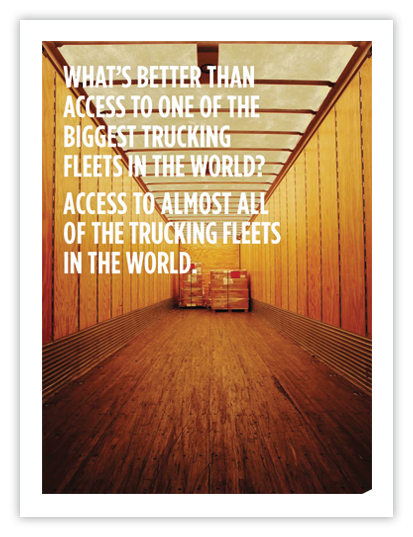 WHAT'S BETTER THAN
ACCESS TO ONE OF THE
BIGGEST TRUCKING
FLEETS IN THE WORLD?
ACCESS TO ALMOST ALL
OF THE TRUCKING FLEETS
IN THE WORLD.